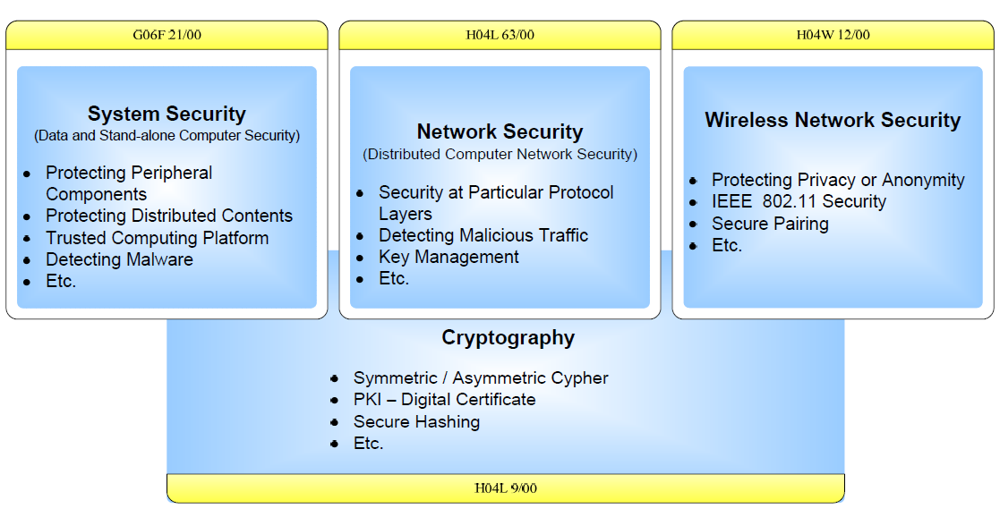 G06F 21/00
System Security
(Data and Stand-alone Computer Security)
• Protecting Peripheral
Components
• Protecting Distributed Contents
• Trusted Computing Platform
• Detecting Malware
• Etc.
H04L 63/00
Network Security
(Distributed Computer Network Security)
• Security at Particular Protocol
Layers
• Detecting Malicious Traffic
• Key Management
• Etc.
H04W 12/00
Wireless Network Security
• Protecting Privacy or Anonymity
• IEEE 802.11 Security
• Secure Pairing
• Etc.
Cryptography
• Symmetric / Asymmetric Cypher
• PKI – Digital Certificate
• Secure Hashing
• Etc.
H04L 9/00